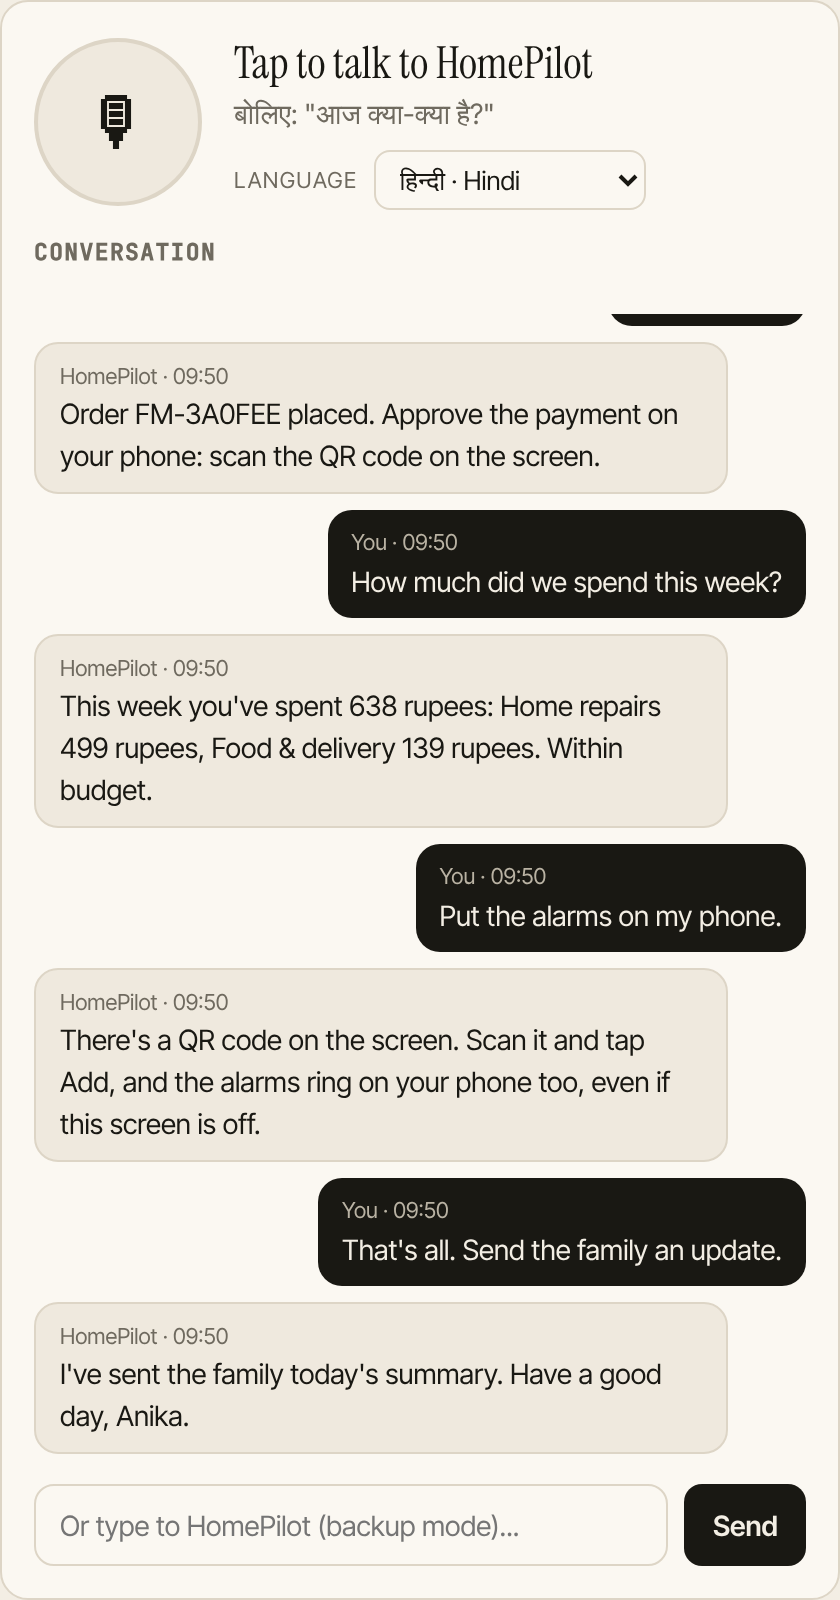 Tap to talk to HomePilot
बोलिए: "आज क्या-क्या है?"
LANGUAGE
हिन्दी · Hindi
CONVERSATION
HomePilot · 09:50
Order FM-3A0FEE placed. Approve the payment on
your phone: scan the QR code on the screen.
You · 09:50
How much did we spend this week?
HomePilot · 09:50
This week you've spent 638 rupees: Home repairs
499 rupees, Food & delivery 139 rupees. Within
budget.
You · 09:50
Put the alarms on my phone.
HomePilot · 09:50
There's a QR code on the screen. Scan it and tap
Add, and the alarms ring on your phone too, even if
this screen is off.
You · 09:50
That's all. Send the family an update.
HomePilot · 09:50
I've sent the family today's summary. Have a good
day, Anika.
Or type to HomePilot (backup mode)...
Send